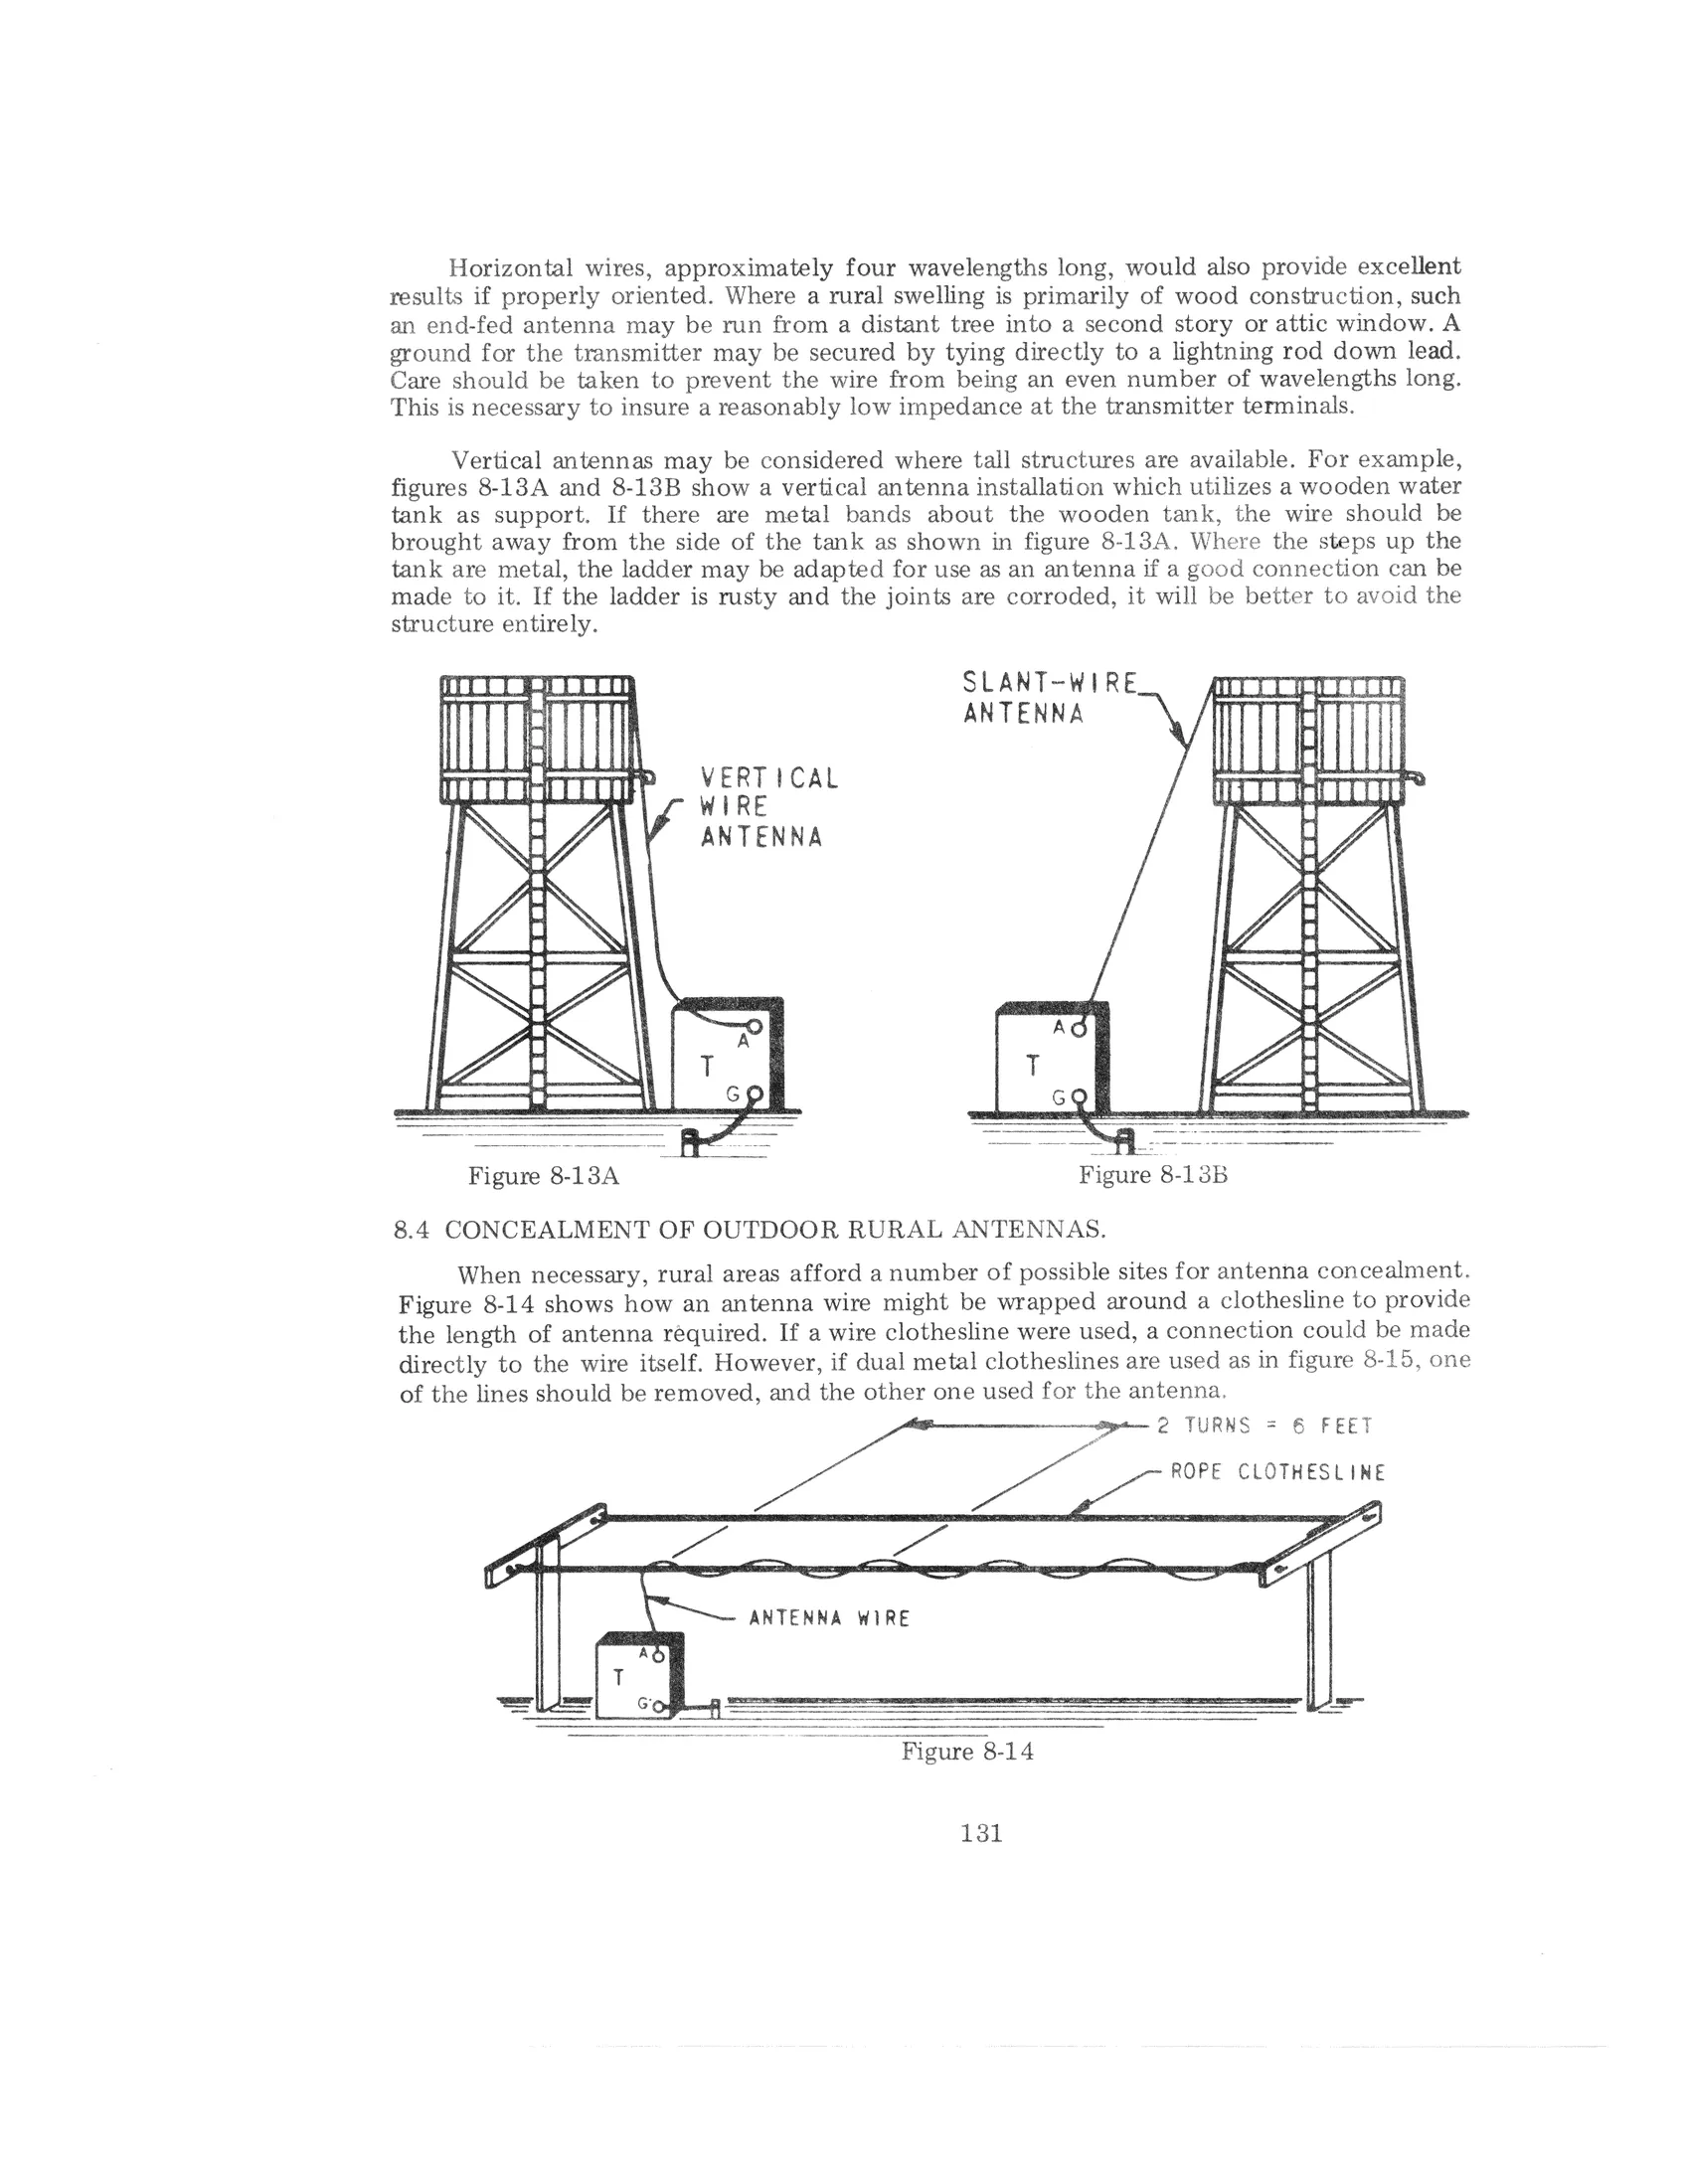 Horizontal wires, approximately four wavelengths long, would also provide excellent
results if properly oriented. Where a rural swelling is primarily of wood construction, such
an end-fed antenna may be run from a distant tree into a second story or attic window. A
ground for the transmitter may be secured by tying directly to a lightning rod down lead.
Care should be taken to prevent the wire from being an even number of wavelengths long.
This is necessary to insure a reasonably low impedance at the transmitter terminals.
Vertical antennas may be considered where tall structures are available. For example,
figures 8-13A and 8-13B show a vertical antenna installation which utilizes a wooden water
tank as support. If there are metal bands about the wooden tank, the wire should be
brought away from the side of the tank as shown in figure 8-13A. Where the steps up the
tank are metal, the ladder may be adapted for use as an antenna if a good connection can be
made to it. If the ladder is rusty and the joints are corroded, it will be better to avoid the
structure entirely.
VERTICAL
WIRE
ANTENNA
A
T
G
Figure 8-13A
SLANT-WIRE
ANTENNA
A
T
G
Figure 8-13B
8.4 CONCEALMENT OF OUTDOOR RURAL ANTENNAS.
When necessary, rural areas afford a number of possible sites for antenna concealment.
Figure 8-14 shows how an antenna wire might be wrapped around a clothesline to provide
the length of antenna required. If a wire clothesline were used, a connection could be made
directly to the wire itself. However, if dual metal clotheslines are used as in figure 8-15, one
of the lines should be removed, and the other one used for the antenna.
2 TURNS = 6 FEET
ROPE CLOTHESLINE
ANTENNA WIRE
A
T
G
Figure 8-14
131